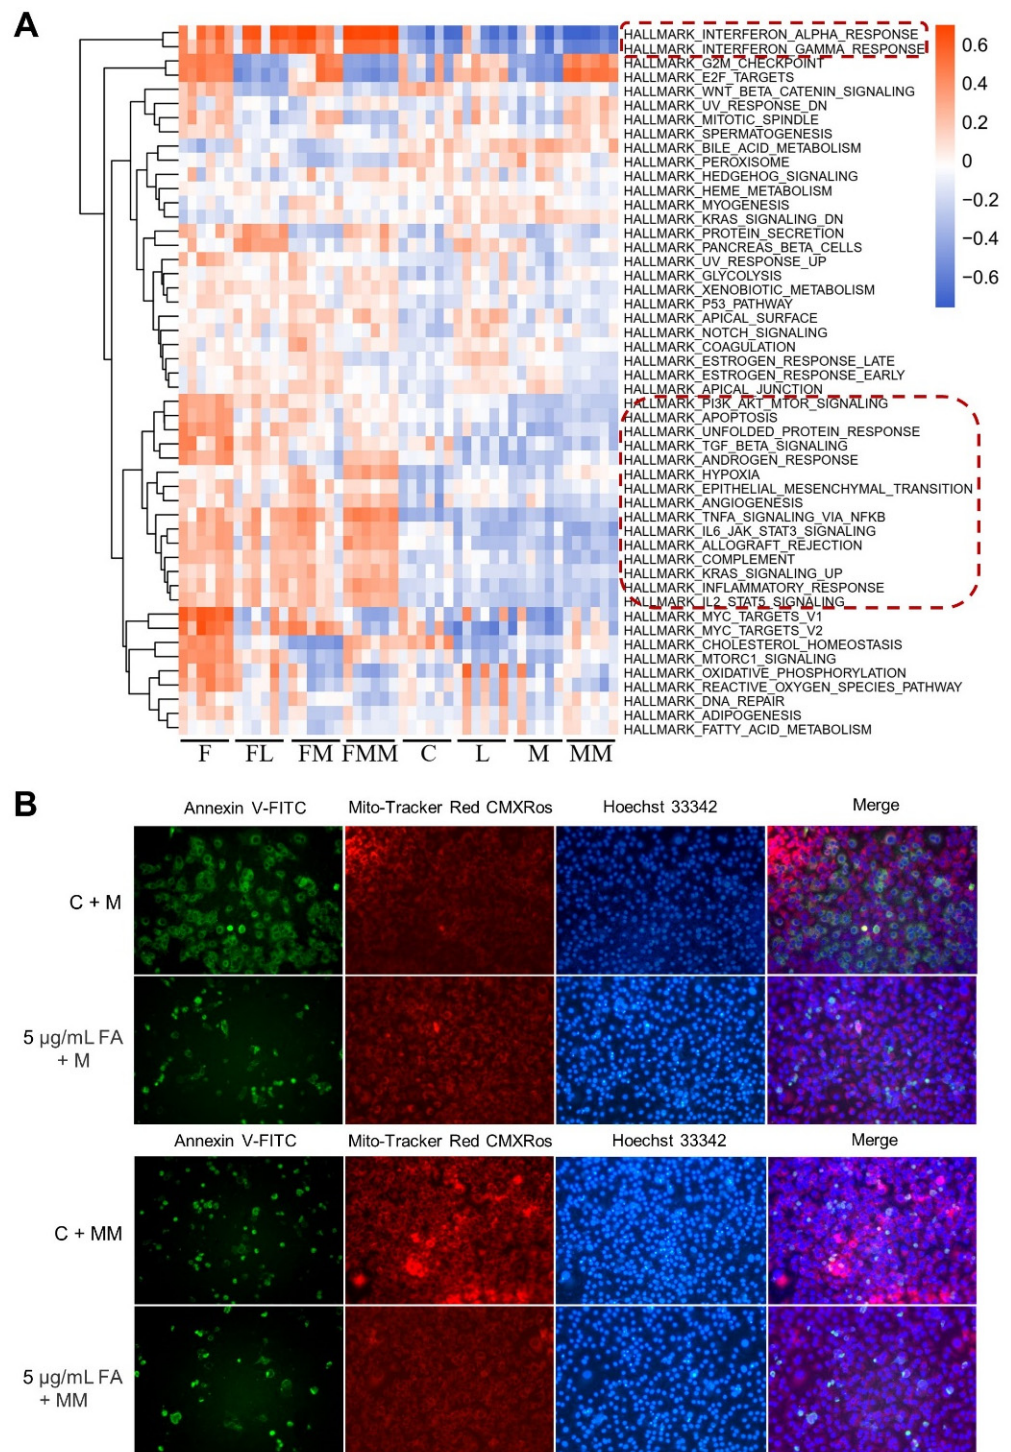 A
HALLMARK_INTERFERON_ALPHA_RESPONSE
HALLMARK_INTERFERON_GAMMA_RESPONSE
HALLMARK_G2M_CHECKPOINT
HALLMARK_E2F_TARGETS
HALLMARK_WNT_BETA_CATENIN_SIGNALING
HALLMARK_UV_RESPONSE_DN
HALLMARK_MITOTIC_SPINDLE
HALLMARK_SPERMATOGENESIS
HALLMARK_BILE_ACID_METABOLISM
HALLMARK_PEROXISOME
HALLMARK_HEDGEHOG_SIGNALING
HALLMARK_HEME_METABOLISM
HALLMARK_MYOGENESIS
HALLMARK_KRAS_SIGNALING_DN
HALLMARK_PROTEIN_SECRETION
HALLMARK_PANCREAS_BETA_CELLS
HALLMARK_UV_RESPONSE_UP
HALLMARK_GLYCOLYSIS
HALLMARK_XENOBIOTIC_METABOLISM
HALLMARK_P53_PATHWAY
HALLMARK_APICAL_SURFACE
HALLMARK_NOTCH_SIGNALING
HALLMARK_COAGULATION
HALLMARK_ESTROGEN_RESPONSE_LATE
HALLMARK_ESTROGEN_RESPONSE_EARLY
HALLMARK_APICAL_JUNCTION
HALLMARK_PI3K_AKT_MTOR_SIGNALING
HALLMARK_APOPTOSIS
HALLMARK_UNFOLDED_PROTEIN_RESPONSE
HALLMARK_TGF_BETA_SIGNALING
HALLMARK_ANDROGEN_RESPONSE
HALLMARK_HYPOXIA
HALLMARK_EPITHELIAL_MESENCHYMAL_TRANSITION
HALLMARK_ANGIOGENESIS
HALLMARK_TNFA_SIGNALING_VIA_NFKB
HALLMARK_IL6_JAK_STAT3_SIGNALING
HALLMARK_ALLOGRAFT_REJECTION
HALLMARK_COMPLEMENT
HALLMARK_KRAS_SIGNALING_UP
HALLMARK_INFLAMMATORY_RESPONSE
HALLMARK_IL2_STAT5_SIGNALING
HALLMARK_MYC_TARGETS_V1
HALLMARK_MYC_TARGETS_V2
HALLMARK_CHOLESTEROL_HOMEOSTASIS
HALLMARK_MTORC1_SIGNALING
HALLMARK_OXIDATIVE_PHOSPHORYLATION
HALLMARK_REACTIVE_OXYGEN_SPECIES_PATHWAY
HALLMARK_DNA_REPAIR
HALLMARK_ADIPOGENESIS
HALLMARK_FATTY_ACID_METABOLISM
0.6
0.4
0.2
0
−0.2
−0.4
−0.6
F FL FM FMM C L M MM
B
Annexin V-FITC Mito-Tracker Red CMXRos Hoechst 33342 Merge
C + M
5 µg/mL FA
+ M
Annexin V-FITC Mito-Tracker Red CMXRos Hoechst 33342 Merge
C + MM
5 µg/mL FA
+ MM